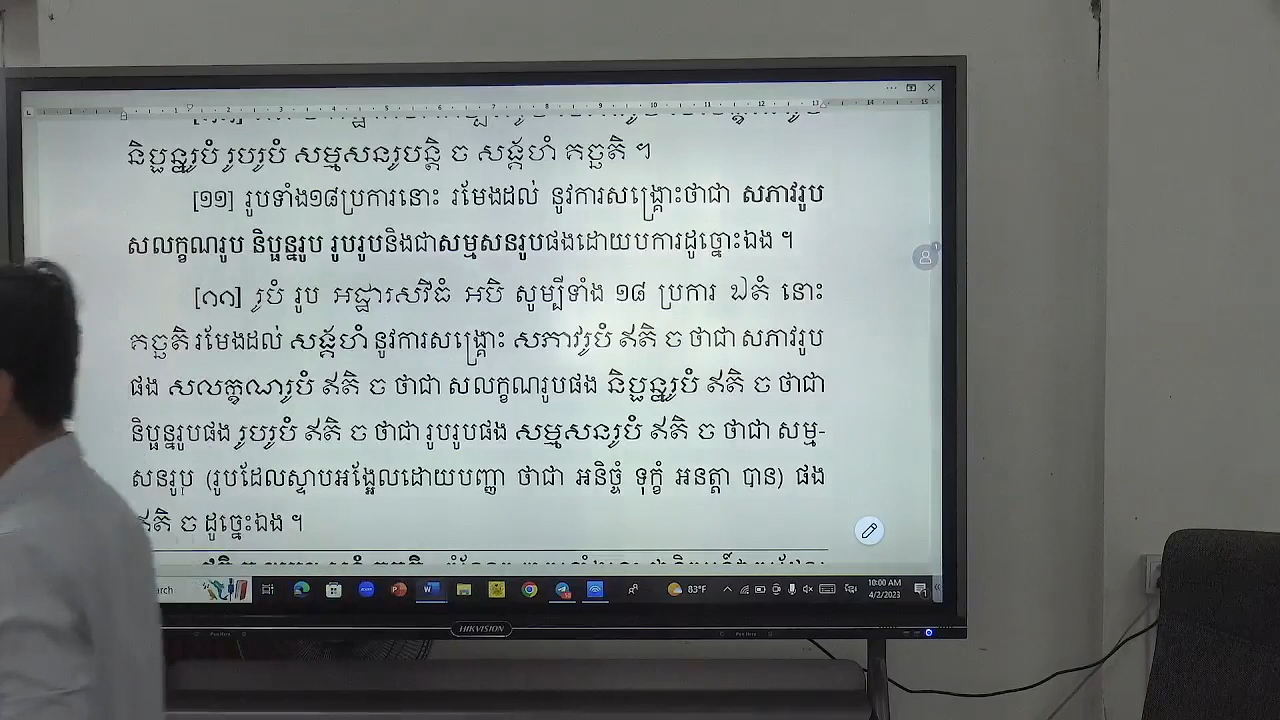 និប្ផន្នរូបំ រូបរូបំ សម្មសនរូបន្តិ ច សង្គហំ គច្ឆតិ ។
[១១] រូបទាំង១៨ប្រការនោះ រមែងដល់ នូវការសង្គ្រោះថាជា សភាវរូប
សលក្ខណរូប និប្ផន្នរូប រូបរូបនិងជាសម្មសនរូបផងដោយបការដូច្នោះឯង ។
[១១] រូបំ រូប អដ្ឋារសវិធំ អបិ សូម្បីទាំង ១៨ ប្រការ ឯតំ នោះ
គច្ឆតិ រមែងដល់ សង្គហំ នូវការសង្គ្រោះ សភាវរូបំ ឥតិ ច ថាជា សភាវរូប
ផង សលក្ខណរូបំ ឥតិ ច ថាជា សលក្ខណរូបផង និប្ផន្នរូបំ ឥតិ ច ថាជា
និប្ផន្នរូបផង រូបរូបំ ឥតិ ច ថាជា រូបរូបផង សម្មសនរូបំ ឥតិ ច ថាជា សម្ម-
សនរូប (រូបដែលស្ទាបអង្អែលដោយបញ្ញា ថាជា អនិច្ចំ ទុក្ខំ អនត្តា បាន) ផង
ឥតិ ច ដូច្នេះឯង ។
arch
83°F
10:00 AM
4/2/2023
HIKVISION